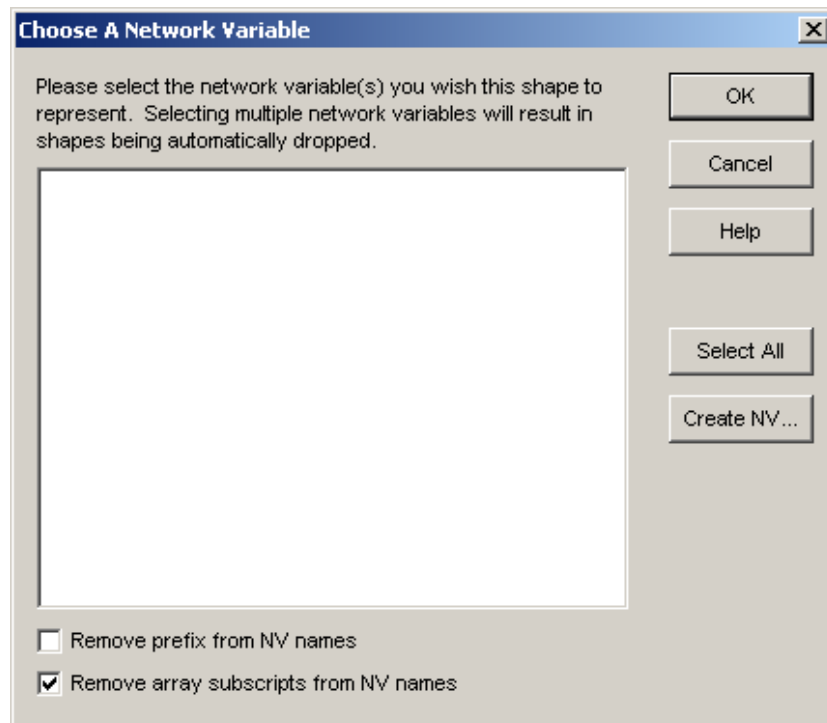 Choose A Network Variable
Please select the network variable(s) you wish this shape to
represent. Selecting multiple network variables will result in
shapes being automatically dropped.
OK
Cancel
Help
Select All
Create NV...
Remove prefix from NV names
Remove array subscripts from NV names